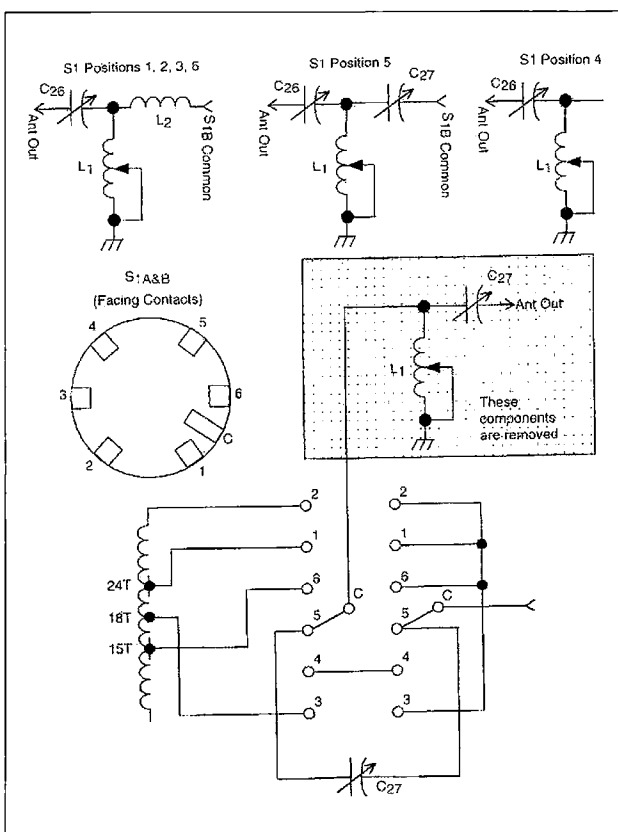 S1 Positions 1, 2, 3, 6
C26
Ant Out
L2
S1B Common
L1
S1 Position 5
C26
C27
Ant Out
S1B Common
L1
S1 Position 4
C26
Ant Out
L1
S1A&B
(Facing Contacts)
4
5
3
6
C
2
1
C27
Ant Out
L1
These
components
are removed
2
2
1
1
24T
6
6
C
C
18T
5
5
15T
4
4
3
3
C27